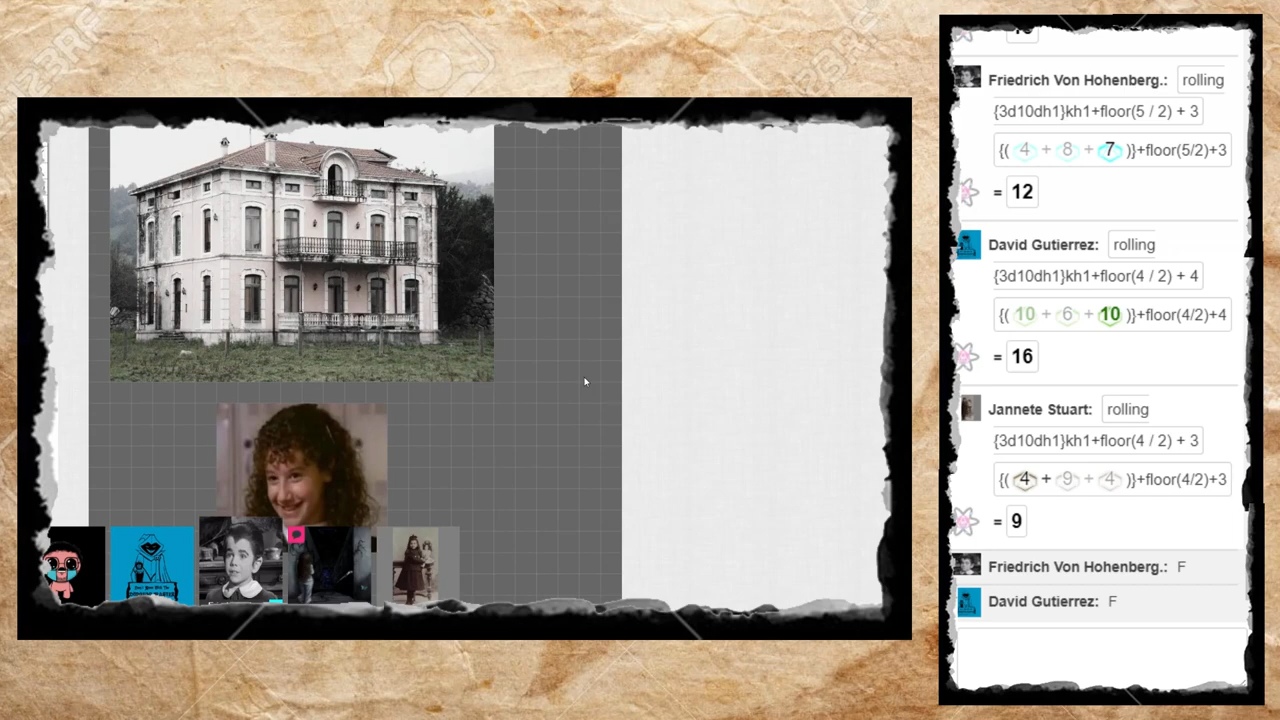 123RF
123RF
Friedrich Von Hohenberg.: rolling
{3d10dh1}kh1+floor(5 / 2) + 3
{( 4 + 8 + 7 )}+floor(5/2)+3
= 12
David Gutierrez: rolling
{3d10dh1}kh1+floor(4 / 2) + 4
{( 10 + 6 + 10 )}+floor(4/2)+4
= 16
Jannete Stuart: rolling
{3d10dh1}kh1+floor(4 / 2) + 3
{( 4 + 9 + 4 )}+floor(4/2)+3
= 9
Friedrich Von Hohenberg.: F
David Gutierrez: F